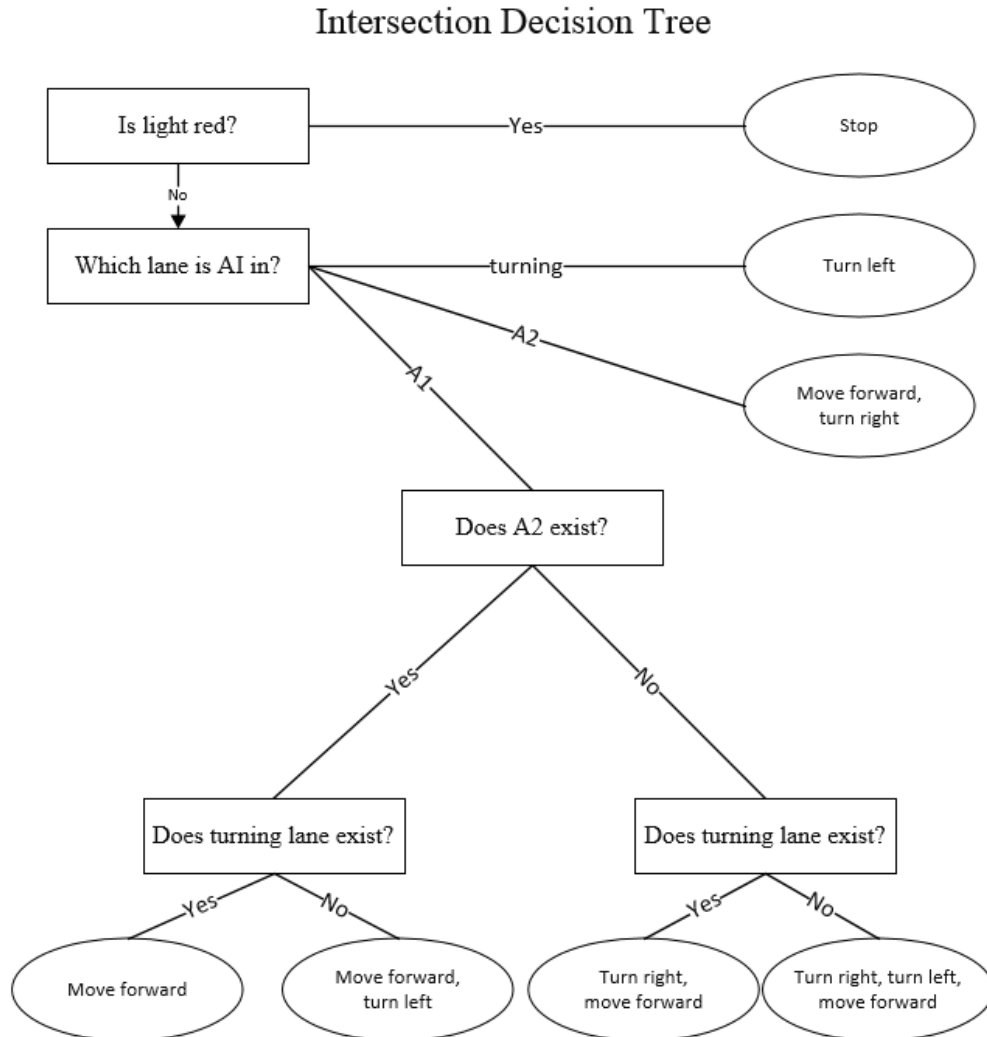 Intersection Decision Tree
Is light red?
Yes
Stop
No
Which lane is AI in?
turning
Turn left
A2
Move forward,
turn right
A1
Does A2 exist?
Yes
No
Does turning lane exist?
Does turning lane exist?
Yes
No
Yes
No
Move forward
Move forward,
turn left
Turn right,
move forward
Turn right, turn left,
move forward